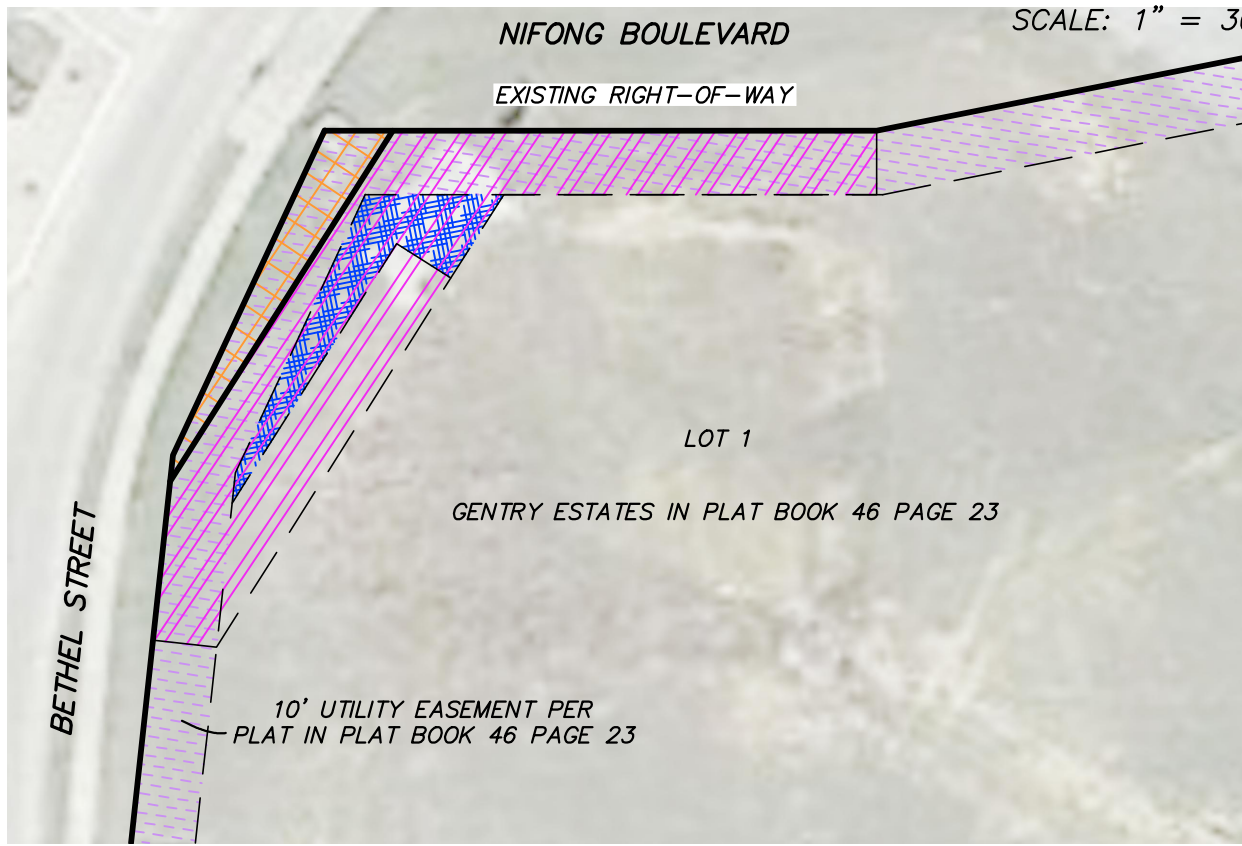 NIFONG BOULEVARD
SCALE: 1" = 30
EXISTING RIGHT-OF-WAY
LOT 1
GENTRY ESTATES IN PLAT BOOK 46 PAGE 23
BETHEL STREET
10' UTILITY EASEMENT PER
PLAT IN PLAT BOOK 46 PAGE 23